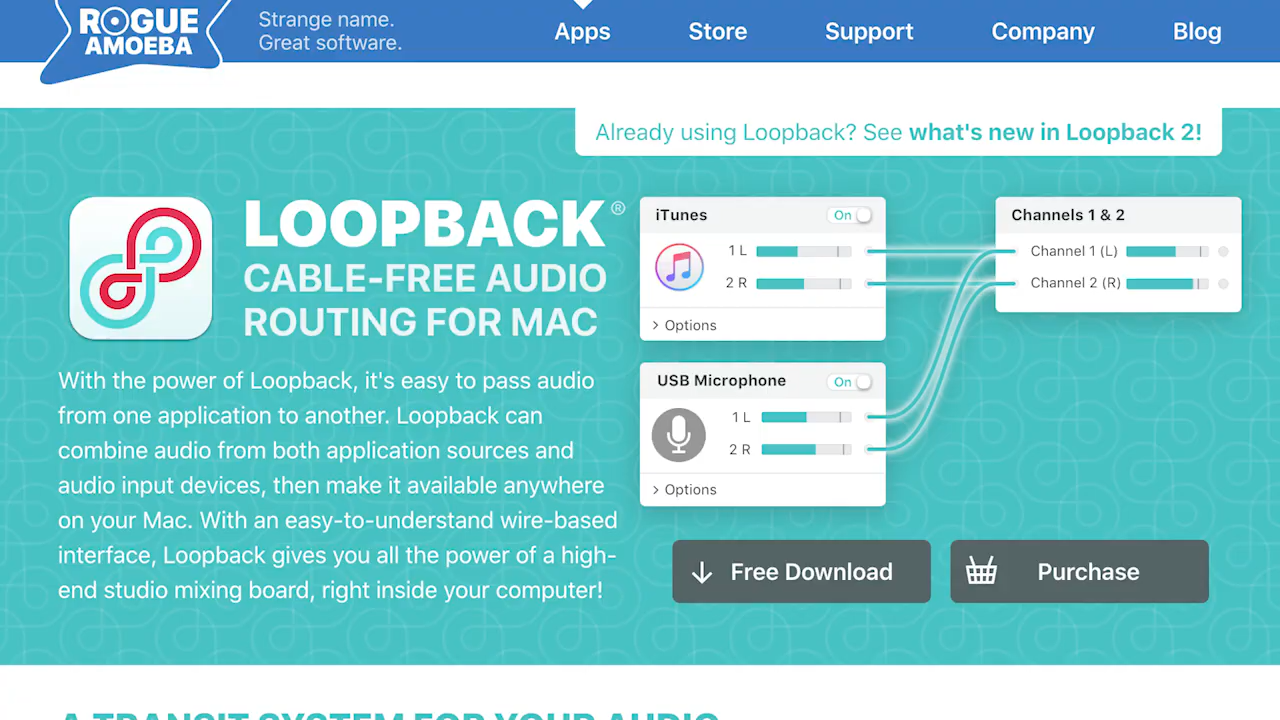 ROGUE
AMOEBA
Strange name.
Great software.
Apps
Store
Support
Company
Blog
Already using Loopback? See what's new in Loopback 2!
LOOPBACK®
CABLE-FREE AUDIO
ROUTING FOR MAC
With the power of Loopback, it's easy to pass audio
from one application to another. Loopback can
combine audio from both application sources and
audio input devices, then make it available anywhere
on your Mac. With an easy-to-understand wire-based
interface, Loopback gives you all the power of a high-
end studio mixing board, right inside your computer!
iTunes
On
1 L
2 R
> Options
USB Microphone
On
1 L
2 R
> Options
Channels 1 & 2
Channel 1 (L)
Channel 2 (R)
Free Download
Purchase
A TRANSIT SYSTEM FOR YOUR AUDIO